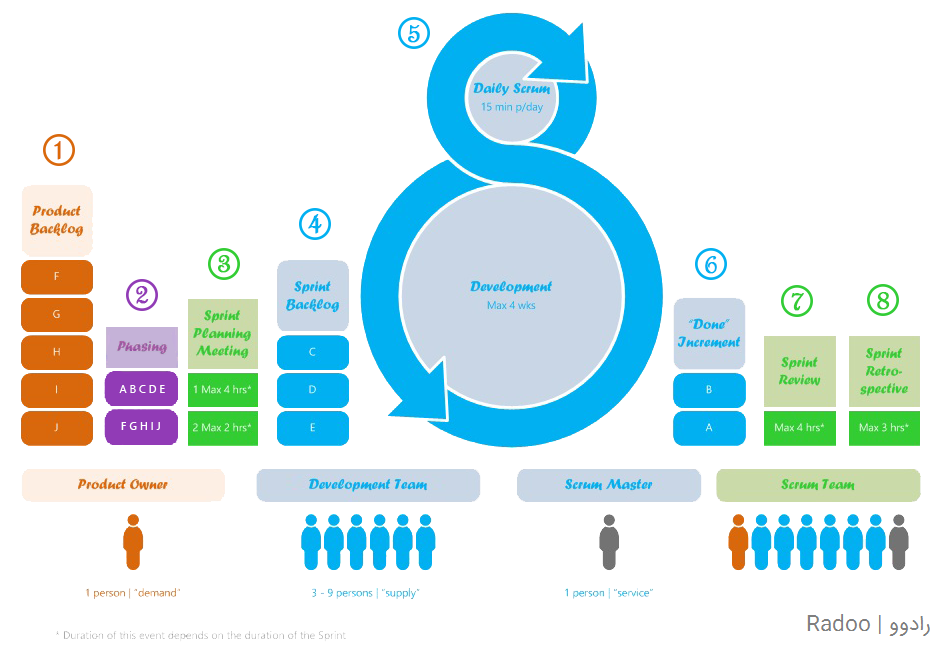 5
Daily Scrum
15 min p/day
1
Product
Backlog
F
G
H
I
J
2
Phasing
A B C D E
F G H I J
3
Sprint
Planning
Meeting
1 Max 4 hrs*
2 Max 2 hrs*
4
Sprint
Backlog
C
D
E
Development
Max 4 wks
6
"Done"
Increment
B
A
7
Sprint
Review
Max 4 hrs*
8
Sprint
Retro-
spective
Max 3 hrs*
Product Owner
Development Team
Scrum Master
Scrum Team
1 person | "demand"
3 - 9 persons | "supply"
1 person | "service"
* Duration of this event depends on the duration of the Sprint
Radoo | رادوو